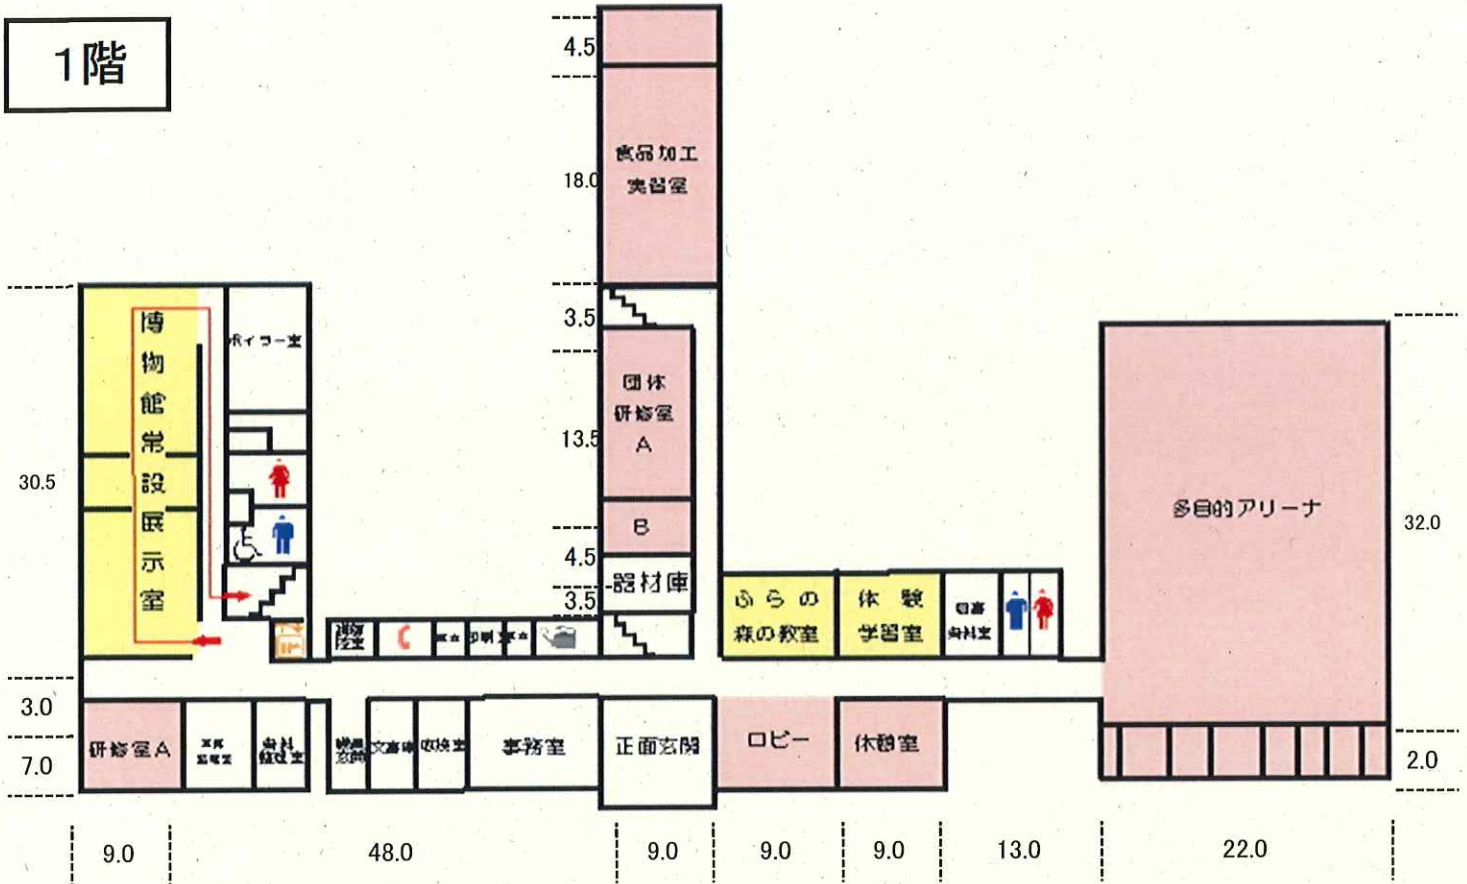 1階
4.5
食品加工
実習室
18.0
3.5
博物館常設展示室
ボイラー室
団体
研修室
A
13.5
30.5
B
多目的アリーナ
32.0
4.5
器材庫
3.5
ふらの
森の教室
体験
学習室
印刷
3.0
7.0
研修室A
文書庫
事務室
正面玄関
ロビー
休憩室
2.0
9.0
48.0
9.0
9.0
9.0
13.0
22.0